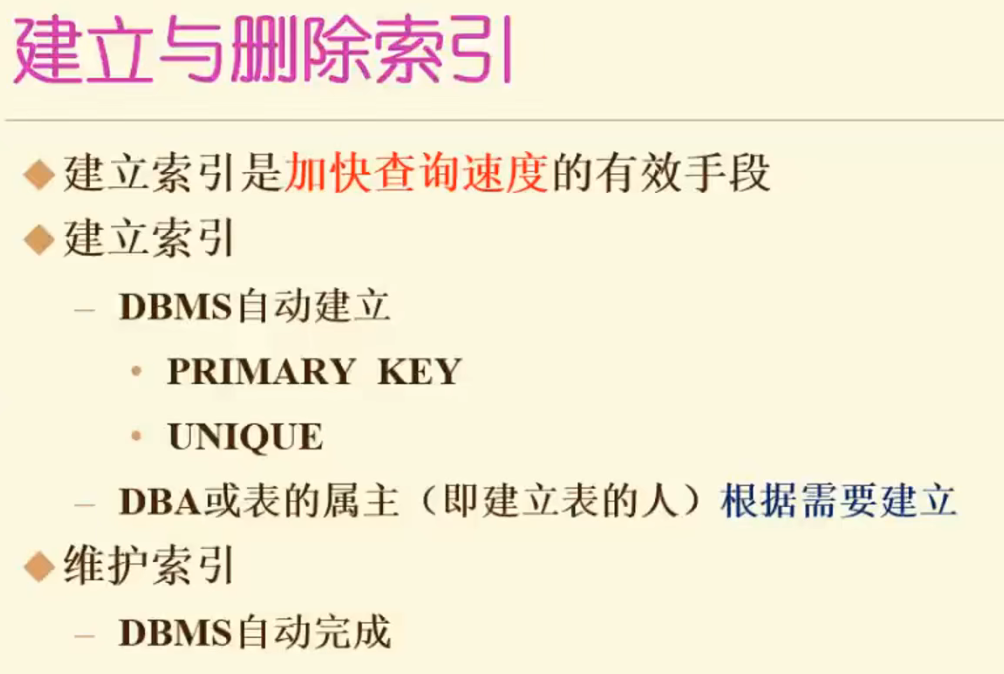 建立与删除索引
建立索引是加快查询速度的有效手段
建立索引
– DBMS自动建立
• PRIMARY KEY
• UNIQUE
– DBA或表的属主（即建立表的人）根据需要建立
维护索引
– DBMS自动完成